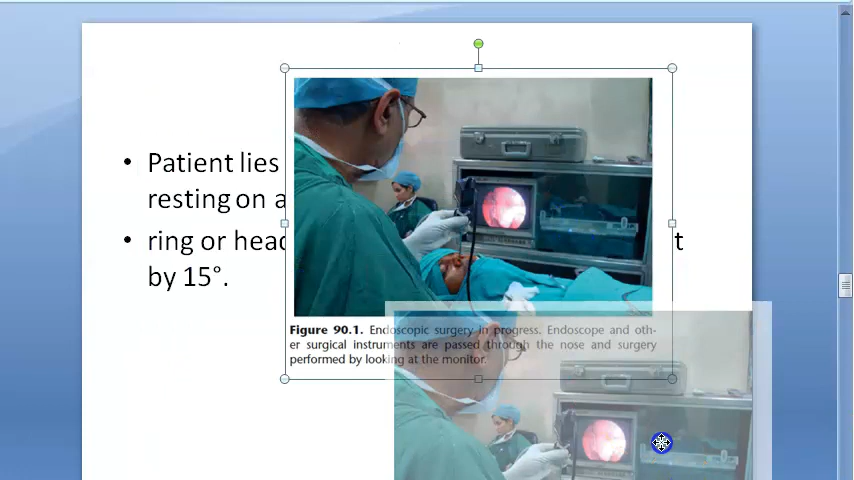 Patient lies
resting on a
ring or head
t
by 15°.
Figure 90.1. Endoscopic surgery in progress. Endoscope and oth-
er surgical instruments are passed through the nose and surgery
performed by looking at the monitor.